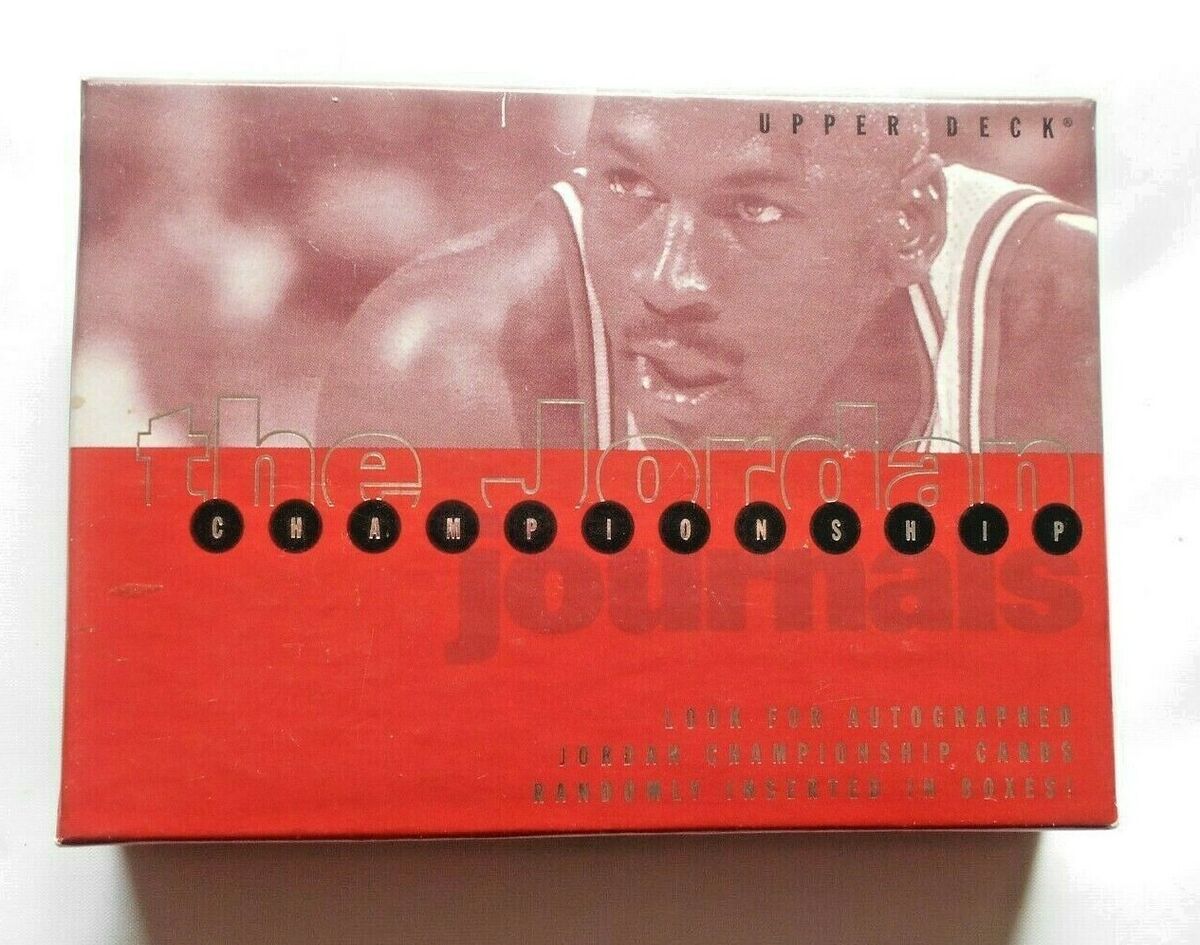 UPPER DECK®
the Jordan
CHAMPIONSHIP
journals
LOOK FOR AUTOGRAPHED
JORDAN CHAMPIONSHIP CARDS
RANDOMLY INSERTED IN BOXES!